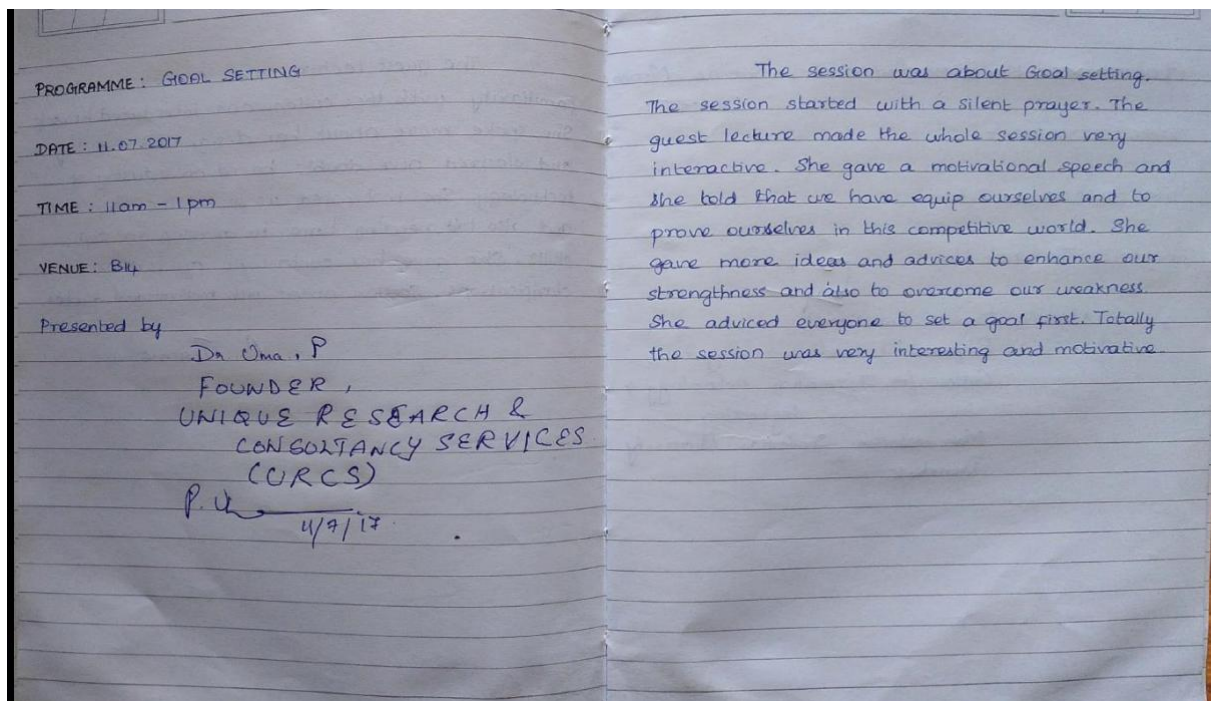 PROGRAMME : GOAL SETTING
DATE : 11.07.2017
TIME : 11am - 1pm
VENUE : B14
Presented by
Dr Uma. P
FOUNDER,
UNIQUE RESEARCH &
CONSULTANCY SERVICES
(URCS)
P. U
11/7/17.
The session was about Goal setting.
The session started with a silent prayer. The
guest lecture made the whole session very
interactive. She gave a motivational speech and
she told that we have equip ourselves and to
prove ourselves in this competitive world. She
gave more ideas and advices to enhance our
strengthness and also to overcome our weakness.
She adviced everyone to set a goal first. Totally
the session was very interesting and motivative.